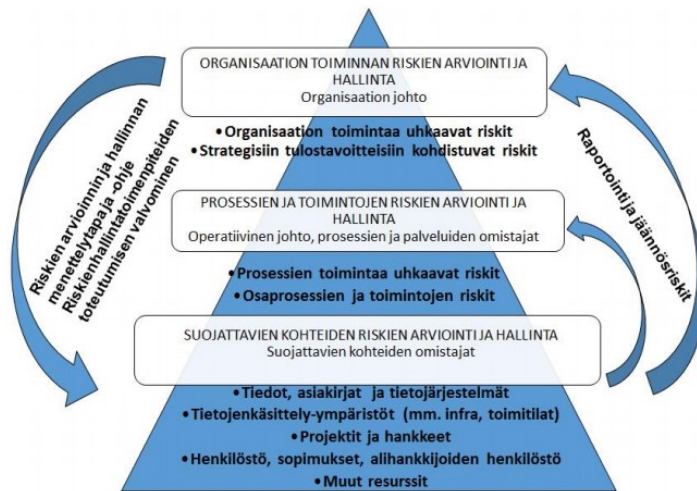 ORGANISAATION TOIMINNAN RISKIEN ARVIOINTI JA
HALLINTA
Organisaation johto
•Organisaation toimintaa uhkaavat riskit
•Strategisiin tulostavoitteisiin kohdistuvat riskit
Riskien arvioinnin ja hallinnan
menettelytapa ja -ohje
Riskienhallintatoimenpiteiden
toteutumisen valvominen
Raportointi ja jäännösriskit
PROSESSIEN JA TOIMINTOJEN RISKIEN ARVIOINTI JA
HALLINTA
Operatiivinen johto, prosessien ja palveluiden omistajat
•Prosessien toimintaa uhkaavat riskit
•Osaprosessien ja toimintojen riskit
SUOJATTAVIEN KOHTEIDEN RISKIEN ARVIOINTI JA HALLINTA
Suojattavien kohteiden omistajat
•Tiedot, asiakirjat ja tietojärjestelmät
•Tietojenkäsittely-ympäristöt (mm. infra, toimitilat)
•Projektit ja hankkeet
•Henkilöstö, sopimukset, alihankkijoiden henkilöstö
•Muut resurssit